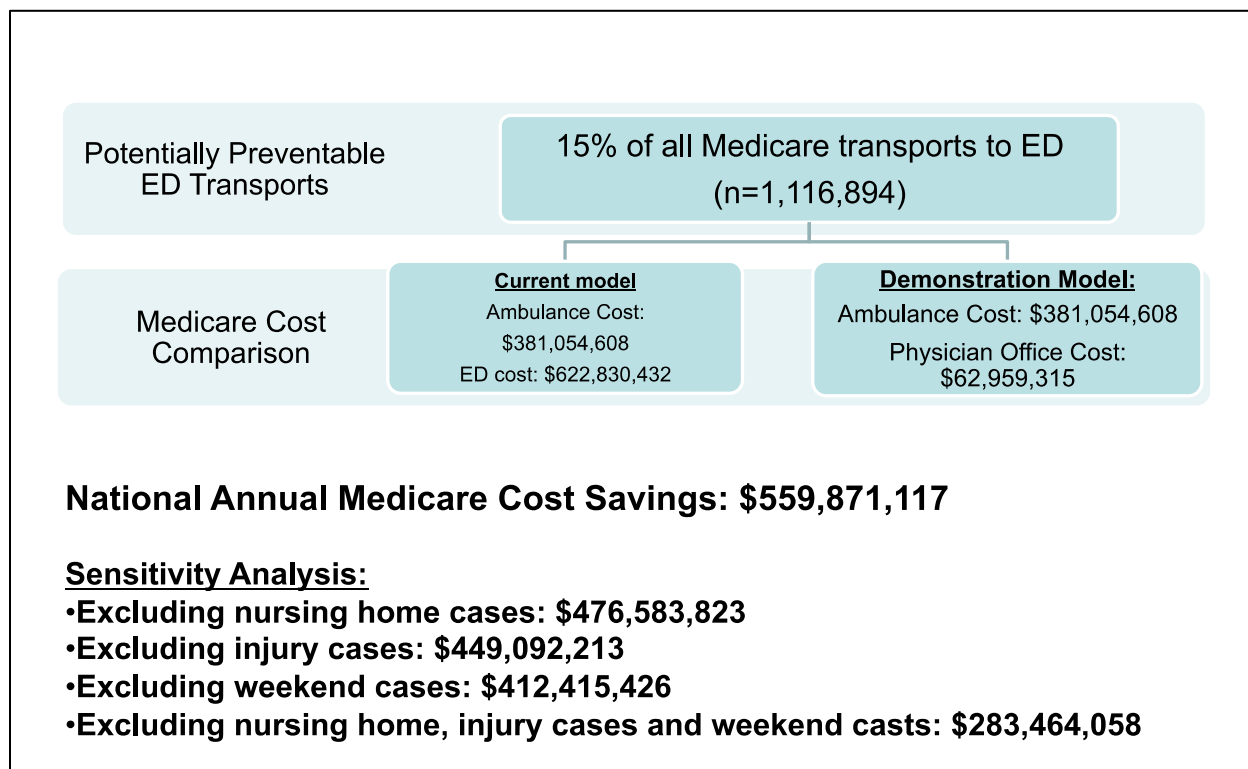 Potentially Preventable
ED Transports
15% of all Medicare transports to ED
(n=1,116,894)
Medicare Cost
Comparison
Current model
Ambulance Cost:
$381,054,608
ED cost: $622,830,432
Demonstration Model:
Ambulance Cost: $381,054,608
Physician Office Cost:
$62,959,315
National Annual Medicare Cost Savings: $559,871,117
Sensitivity Analysis:
•Excluding nursing home cases: $476,583,823
•Excluding injury cases: $449,092,213
•Excluding weekend cases: $412,415,426
•Excluding nursing home, injury cases and weekend casts: $283,464,058